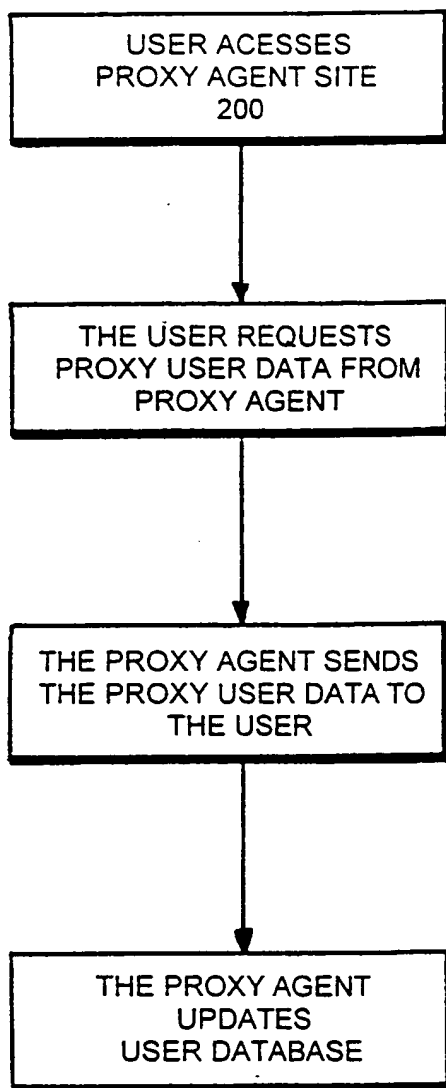 USER ACESSES
PROXY AGENT SITE
200
THE USER REQUESTS
PROXY USER DATA FROM
PROXY AGENT
THE PROXY AGENT SENDS
THE PROXY USER DATA TO
THE USER
THE PROXY AGENT
UPDATES
USER DATABASE